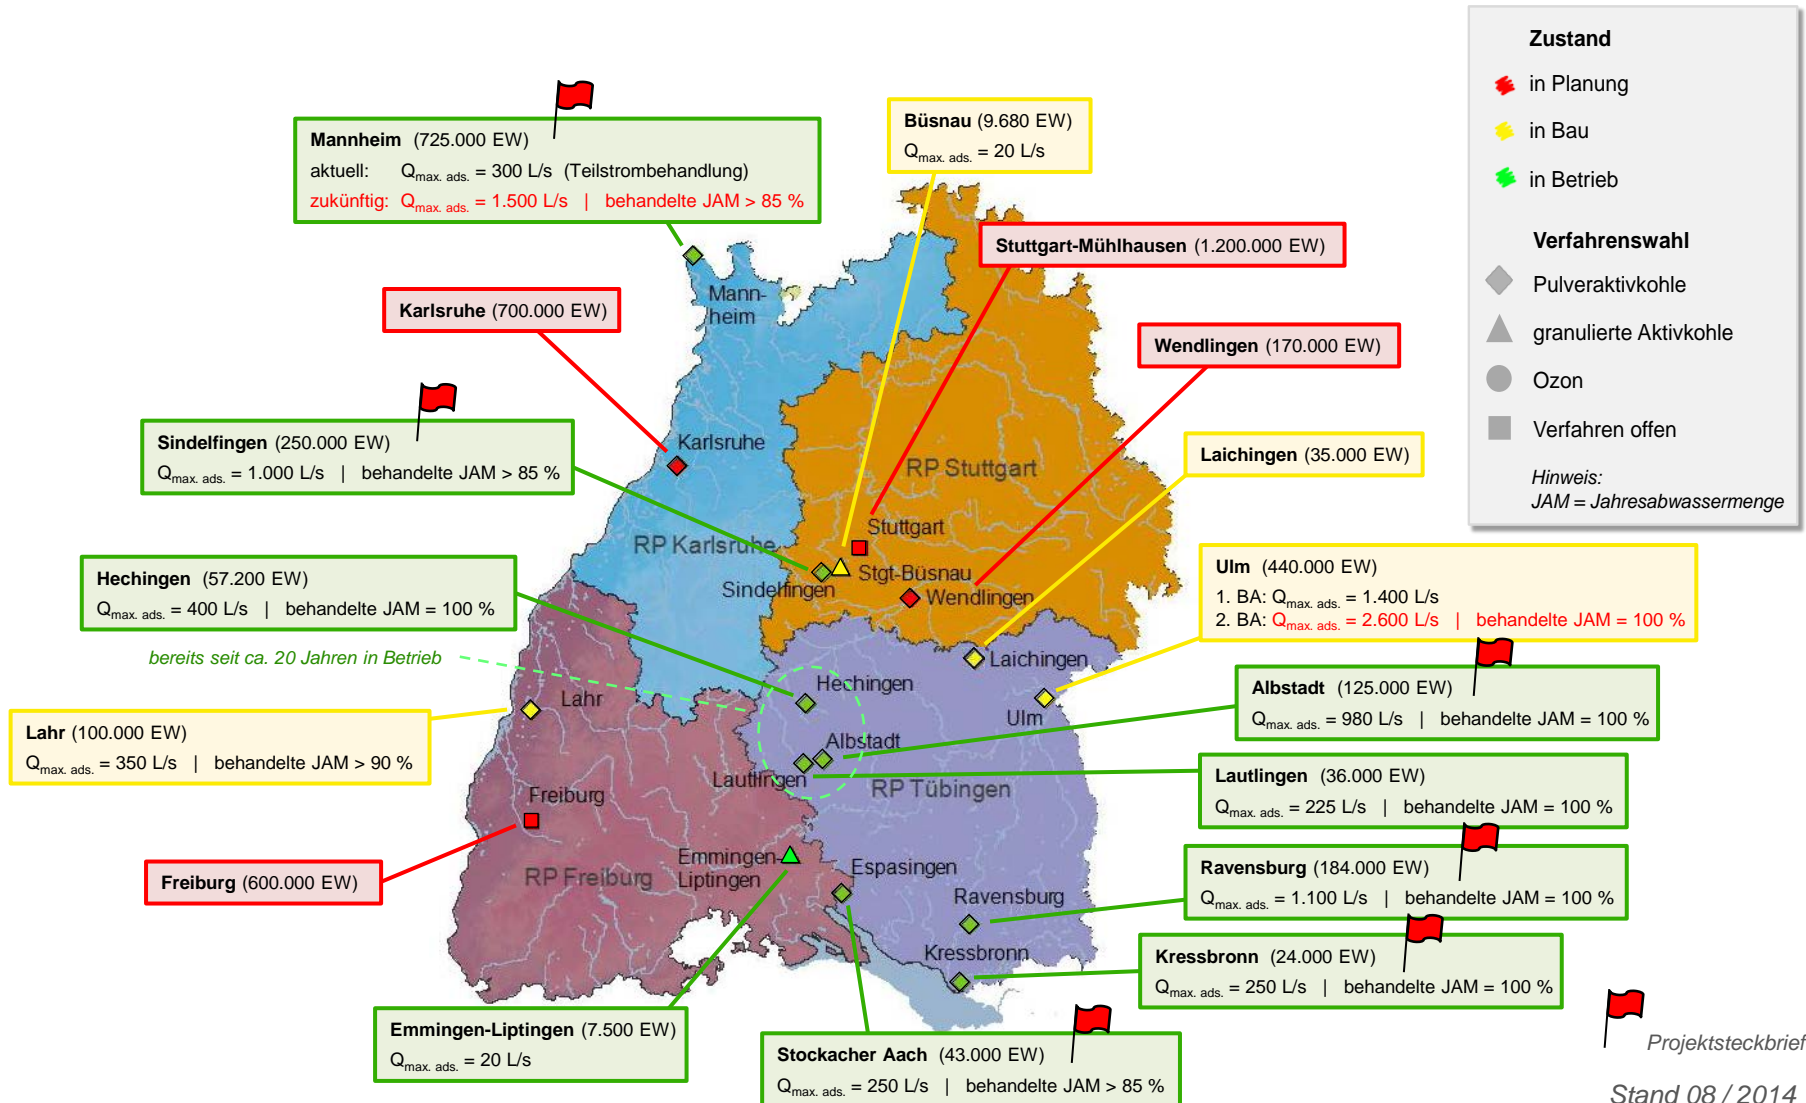 Zustand
in Planung
in Bau
in Betrieb
Verfahrenswahl
Pulveraktivkohle
granulierte Aktivkohle
Ozon
Verfahren offen
Hinweis:
JAM = Jahresabwassermenge
Mannheim (725.000 EW)
aktuell: Qmax. ads. = 300 L/s (Teilstrombehandlung)
zukünftig: Qmax. ads. = 1.500 L/s | behandelte JAM > 85 %
Büsnau (9.680 EW)
Qmax. ads. = 20 L/s
Stuttgart-Mühlhausen (1.200.000 EW)
Karlsruhe (700.000 EW)
Wendlingen (170.000 EW)
Sindelfingen (250.000 EW)
Qmax. ads. = 1.000 L/s | behandelte JAM > 85 %
Laichingen (35.000 EW)
Hechingen (57.200 EW)
Qmax. ads. = 400 L/s | behandelte JAM = 100 %
bereits seit ca. 20 Jahren in Betrieb
Ulm (440.000 EW)
1. BA: Qmax. ads. = 1.400 L/s
2. BA: Qmax. ads. = 2.600 L/s | behandelte JAM = 100 %
Albstadt (125.000 EW)
Qmax. ads. = 980 L/s | behandelte JAM = 100 %
Lahr (100.000 EW)
Qmax. ads. = 350 L/s | behandelte JAM > 90 %
Lautlingen (36.000 EW)
Qmax. ads. = 225 L/s | behandelte JAM = 100 %
Freiburg (600.000 EW)
Ravensburg (184.000 EW)
Qmax. ads. = 1.100 L/s | behandelte JAM = 100 %
Kressbronn (24.000 EW)
Qmax. ads. = 250 L/s | behandelte JAM = 100 %
Emmingen-Liptingen (7.500 EW)
Qmax. ads. = 20 L/s
Stockacher Aach (43.000 EW)
Qmax. ads. = 250 L/s | behandelte JAM > 85 %
Mann-
heim
Karlsruhe
RP Stuttgart
Stuttgart
RP Karlsruhe
Stgt-Büsnau
Sindelfingen
Wendlingen
Laichingen
Hechingen
Lahr
Ulm
Albstadt
Lautlingen
RP Tübingen
Freiburg
Emmingen-
Liptingen
RP Freiburg
Espasingen
Ravensburg
Kressbronn
Projektsteckbrief
Stand 08 / 2014